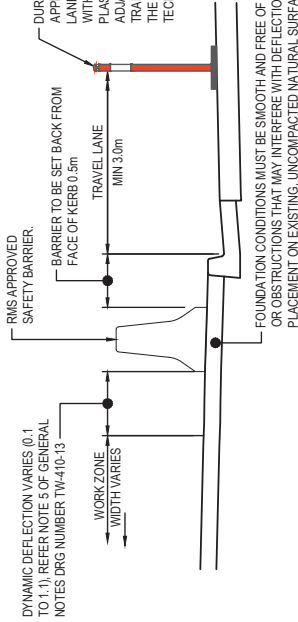 DYNAMIC DEFLECTION VARIES (0.1
TO 1.1), REFER NOTE 5 OF GENERAL
NOTES DRG NUMBER TW-410-13
WORK ZONE
WIDTH VARIES
RMS APPROVED
SAFETY BARRIER.
BARRIER TO BE SET BACK FROM
FACE OF KERB 0.5m
TRAVEL LANE
MIN 3.0m
DUR
APP
LAN
WITH
PLAS
ADJA
TRAV
THE
TEC
FOUNDATION CONDITIONS MUST BE SMOOTH AND FREE OF
OR OBSTRUCTIONS THAT MAY INTERFERE WITH DEFLECTIO
PLACEMENT ON EXISTING, UNCOMPACTED NATURAL SURFA